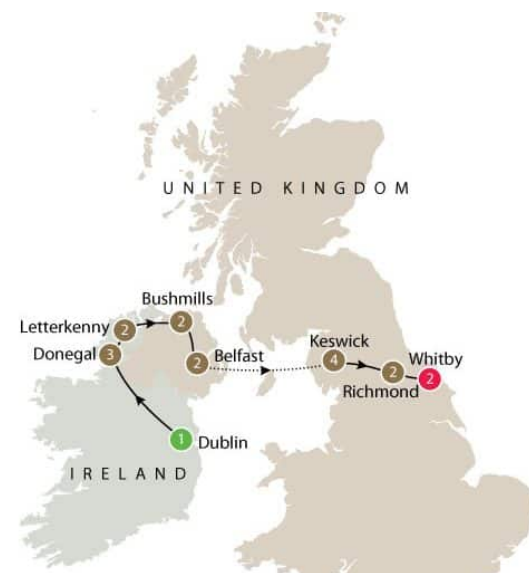 UNITED KINGDOM
Bushmills
2
Letterkenny 2
Donegal 3
2 Belfast
Keswick
4
Whitby
2
2
Richmond
1 Dublin
IRELAND